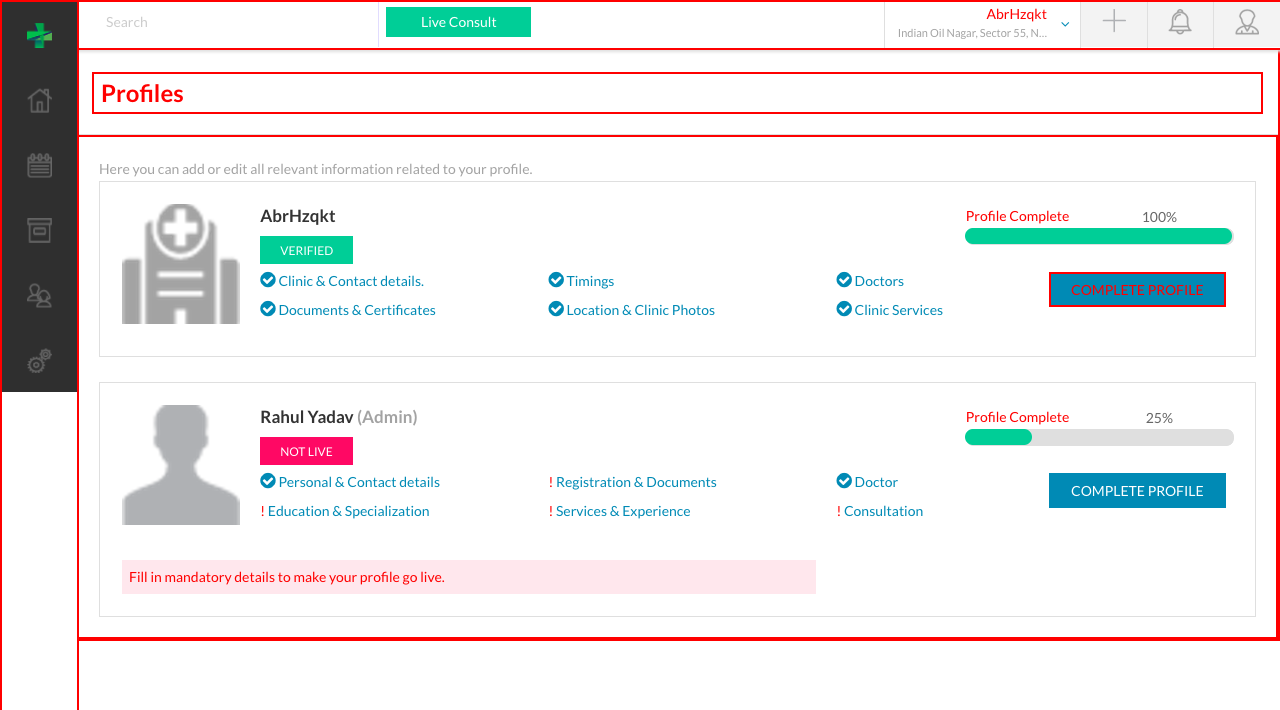 Search
Live Consult
AbrHzqkt
Indian Oil Nagar, Sector 55, N...
Profiles
Here you can add or edit all relevant information related to your profile.
AbrHzqkt
VERIFIED
Profile Complete 100%
Clinic & Contact details. Timings Doctors
COMPLETE PROFILE
Documents & Certificates Location & Clinic Photos Clinic Services
Rahul Yadav (Admin)
NOT LIVE
Profile Complete 25%
Personal & Contact details ! Registration & Documents Doctor
COMPLETE PROFILE
! Education & Specialization ! Services & Experience ! Consultation
Fill in mandatory details to make your profile go live.